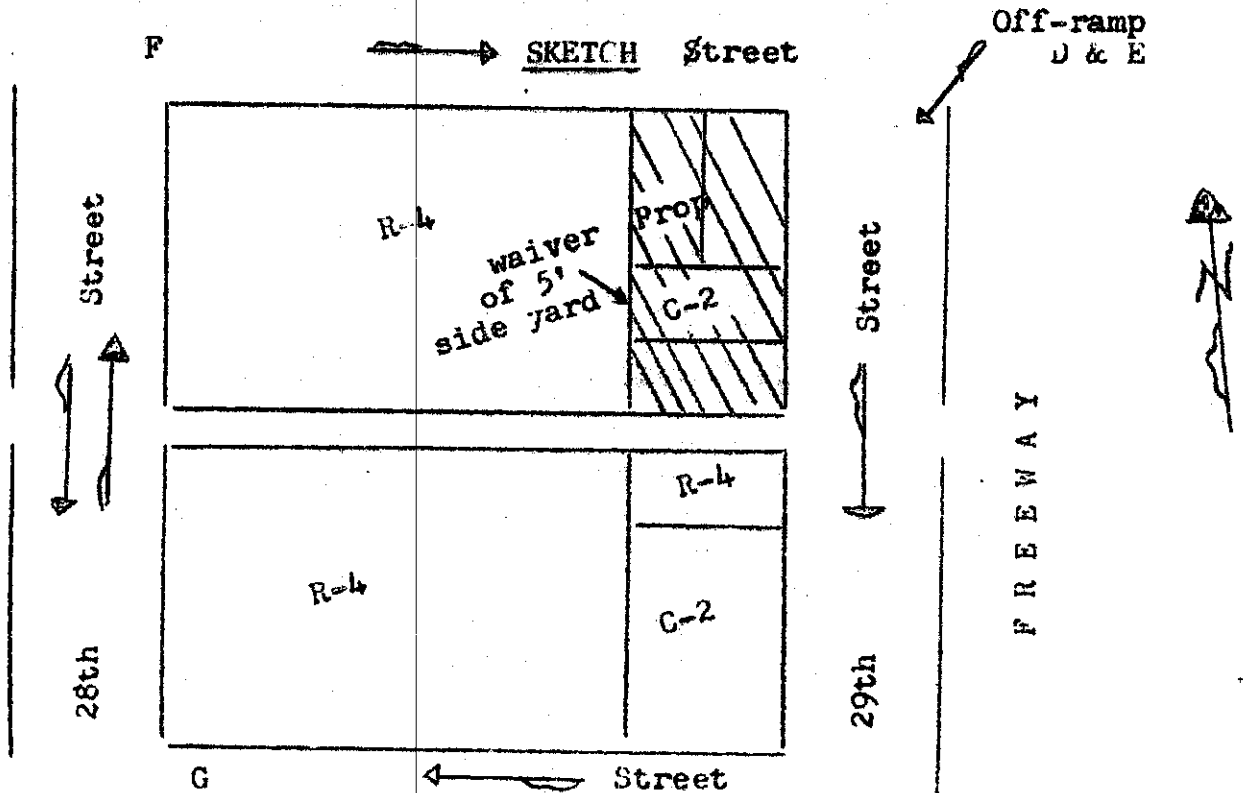 Off-ramp
D & E
F SKETCH Street
Street
R-4
Prop
waiver
of 5'
side yard
C-2
Street
N
R-4
R-4
C-2
FREEWAY
28th
29th
G Street